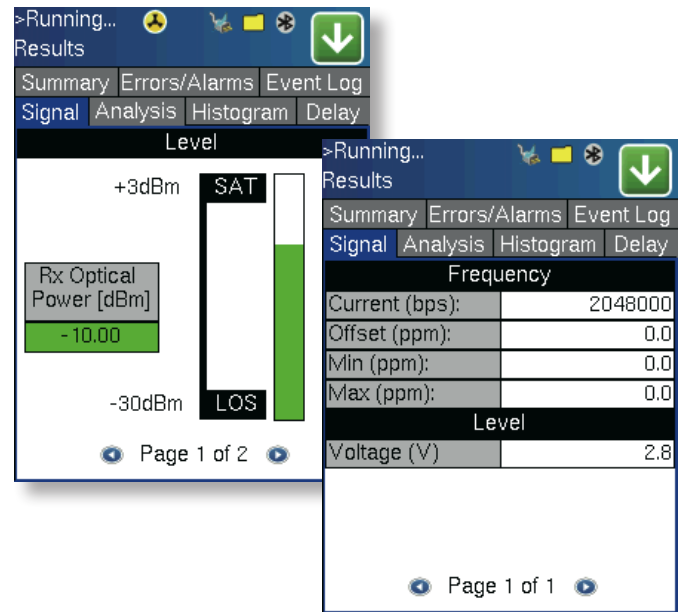 >Running...
Results
Summary Errors/Alarms Event Log
Signal Analysis Histogram Delay
Level
+3dBm SAT
Rx Optical
Power [dBm]
-10.00
-30dBm LOS
Page 1 of 2
>Running...
Results
Summary Errors/Alarms Event Log
Signal Analysis Histogram Delay
Frequency
Current (bps): 2048000
Offset (ppm): 0.0
Min (ppm): 0.0
Max (ppm): 0.0
Level
Voltage (V) 2.8
Page 1 of 1